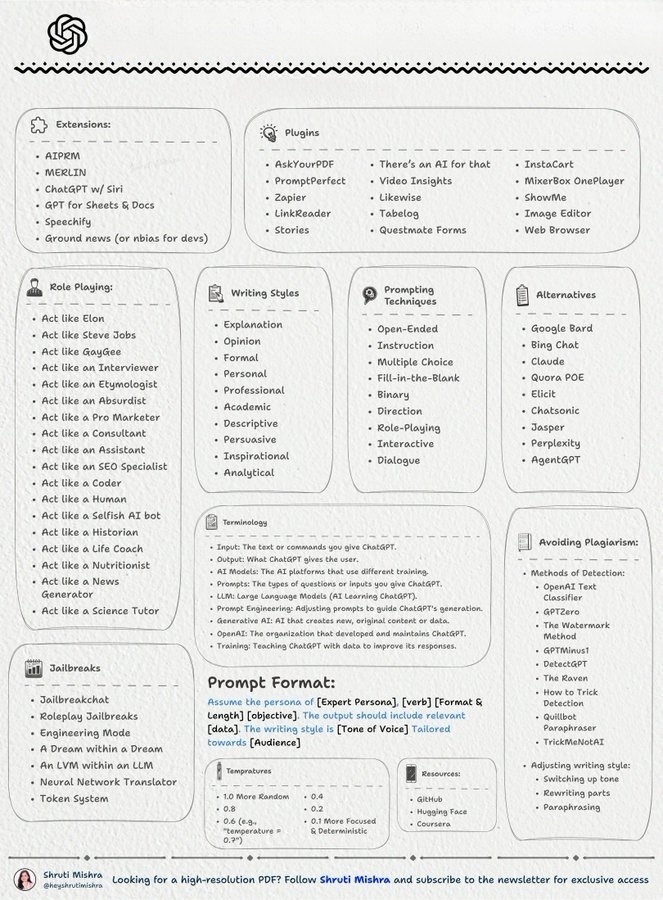 Extensions:
AIPRM
MERLIN
ChatGPT w/ Siri
GPT for Sheets & Docs
Speechify
Ground news (or nbias for devs)
Plugins
AskYourPDF
PromptPerfect
Zapier
LinkReader
Stories
There's an AI for that
Video Insights
Likewise
Tabelog
Questmate Forms
InstaCart
MixerBox OnePlayer
ShowMe
Image Editor
Web Browser
Role Playing:
Act like Elon
Act like Steve Jobs
Act like GayGee
Act like an Interviewer
Act like an Etymologist
Act like an Absurdist
Act like a Pro Marketer
Act like a Consultant
Act like an Assistant
Act like an SEO Specialist
Act like a Coder
Act like a Human
Act like a Selfish AI bot
Act like a Historian
Act like a Life Coach
Act like a Nutritionist
Act like a News
Generator
Act like a Science Tutor
Writing Styles
Explanation
Opinion
Formal
Personal
Professional
Academic
Descriptive
Persuasive
Inspirational
Analytical
Prompting
Techniques
Open-Ended
Instruction
Multiple Choice
Fill-in-the-Blank
Binary
Direction
Role-Playing
Interactive
Dialogue
Alternatives
Google Bard
Bing Chat
Claude
Quora POE
Elicit
Chatsonic
Jasper
Perplexity
AgentGPT
Terminology
Input: The text or commands you give ChatGPT.
Output: What ChatGPT gives the user.
AI Models: The AI platforms that use different training.
Prompts: The types of questions or inputs you give ChatGPT.
LLM: Large Language Models (AI Learning ChatGPT).
Prompt Engineering: Adjusting prompts to guide ChatGPT's generation.
Generative AI: AI that creates new, original content or data.
OpenAI: The organization that developed and maintains ChatGPT.
Training: Teaching ChatGPT with data to improve its responses.
Avoiding Plagiarism:
Methods of Detection:
OpenAI Text
Classifier
GPTZero
The Watermark
Method
GPTMinus1
DetectGPT
The Raven
How to Trick
Detection
Quillbot
Paraphraser
TrickMeNotAI
Adjusting writing style:
Switching up tone
Rewriting parts
Paraphrasing
Jailbreaks
Jailbreakchat
Roleplay Jailbreaks
Engineering Mode
A Dream within a Dream
An LVM within an LLM
Neural Network Translator
Token System
Prompt Format:
Assume the persona of [Expert Persona], [verb] [Format &
Length] [objective]. The output should include relevant
[data]. The writing style is [Tone of Voice] Tailored
towards [Audience]
Tempratures
1.0 More Random
0.8
0.6 (e.g.,
"temperature =
0.7")
0.4
0.2
0.1 More Focused
& Deterministic
Resources:
GitHub
Hugging Face
Coursera
Shruti Mishra
@heyshrutimishra
Looking for a high-resolution PDF? Follow Shruti Mishra and subscribe to the newsletter for exclusive access